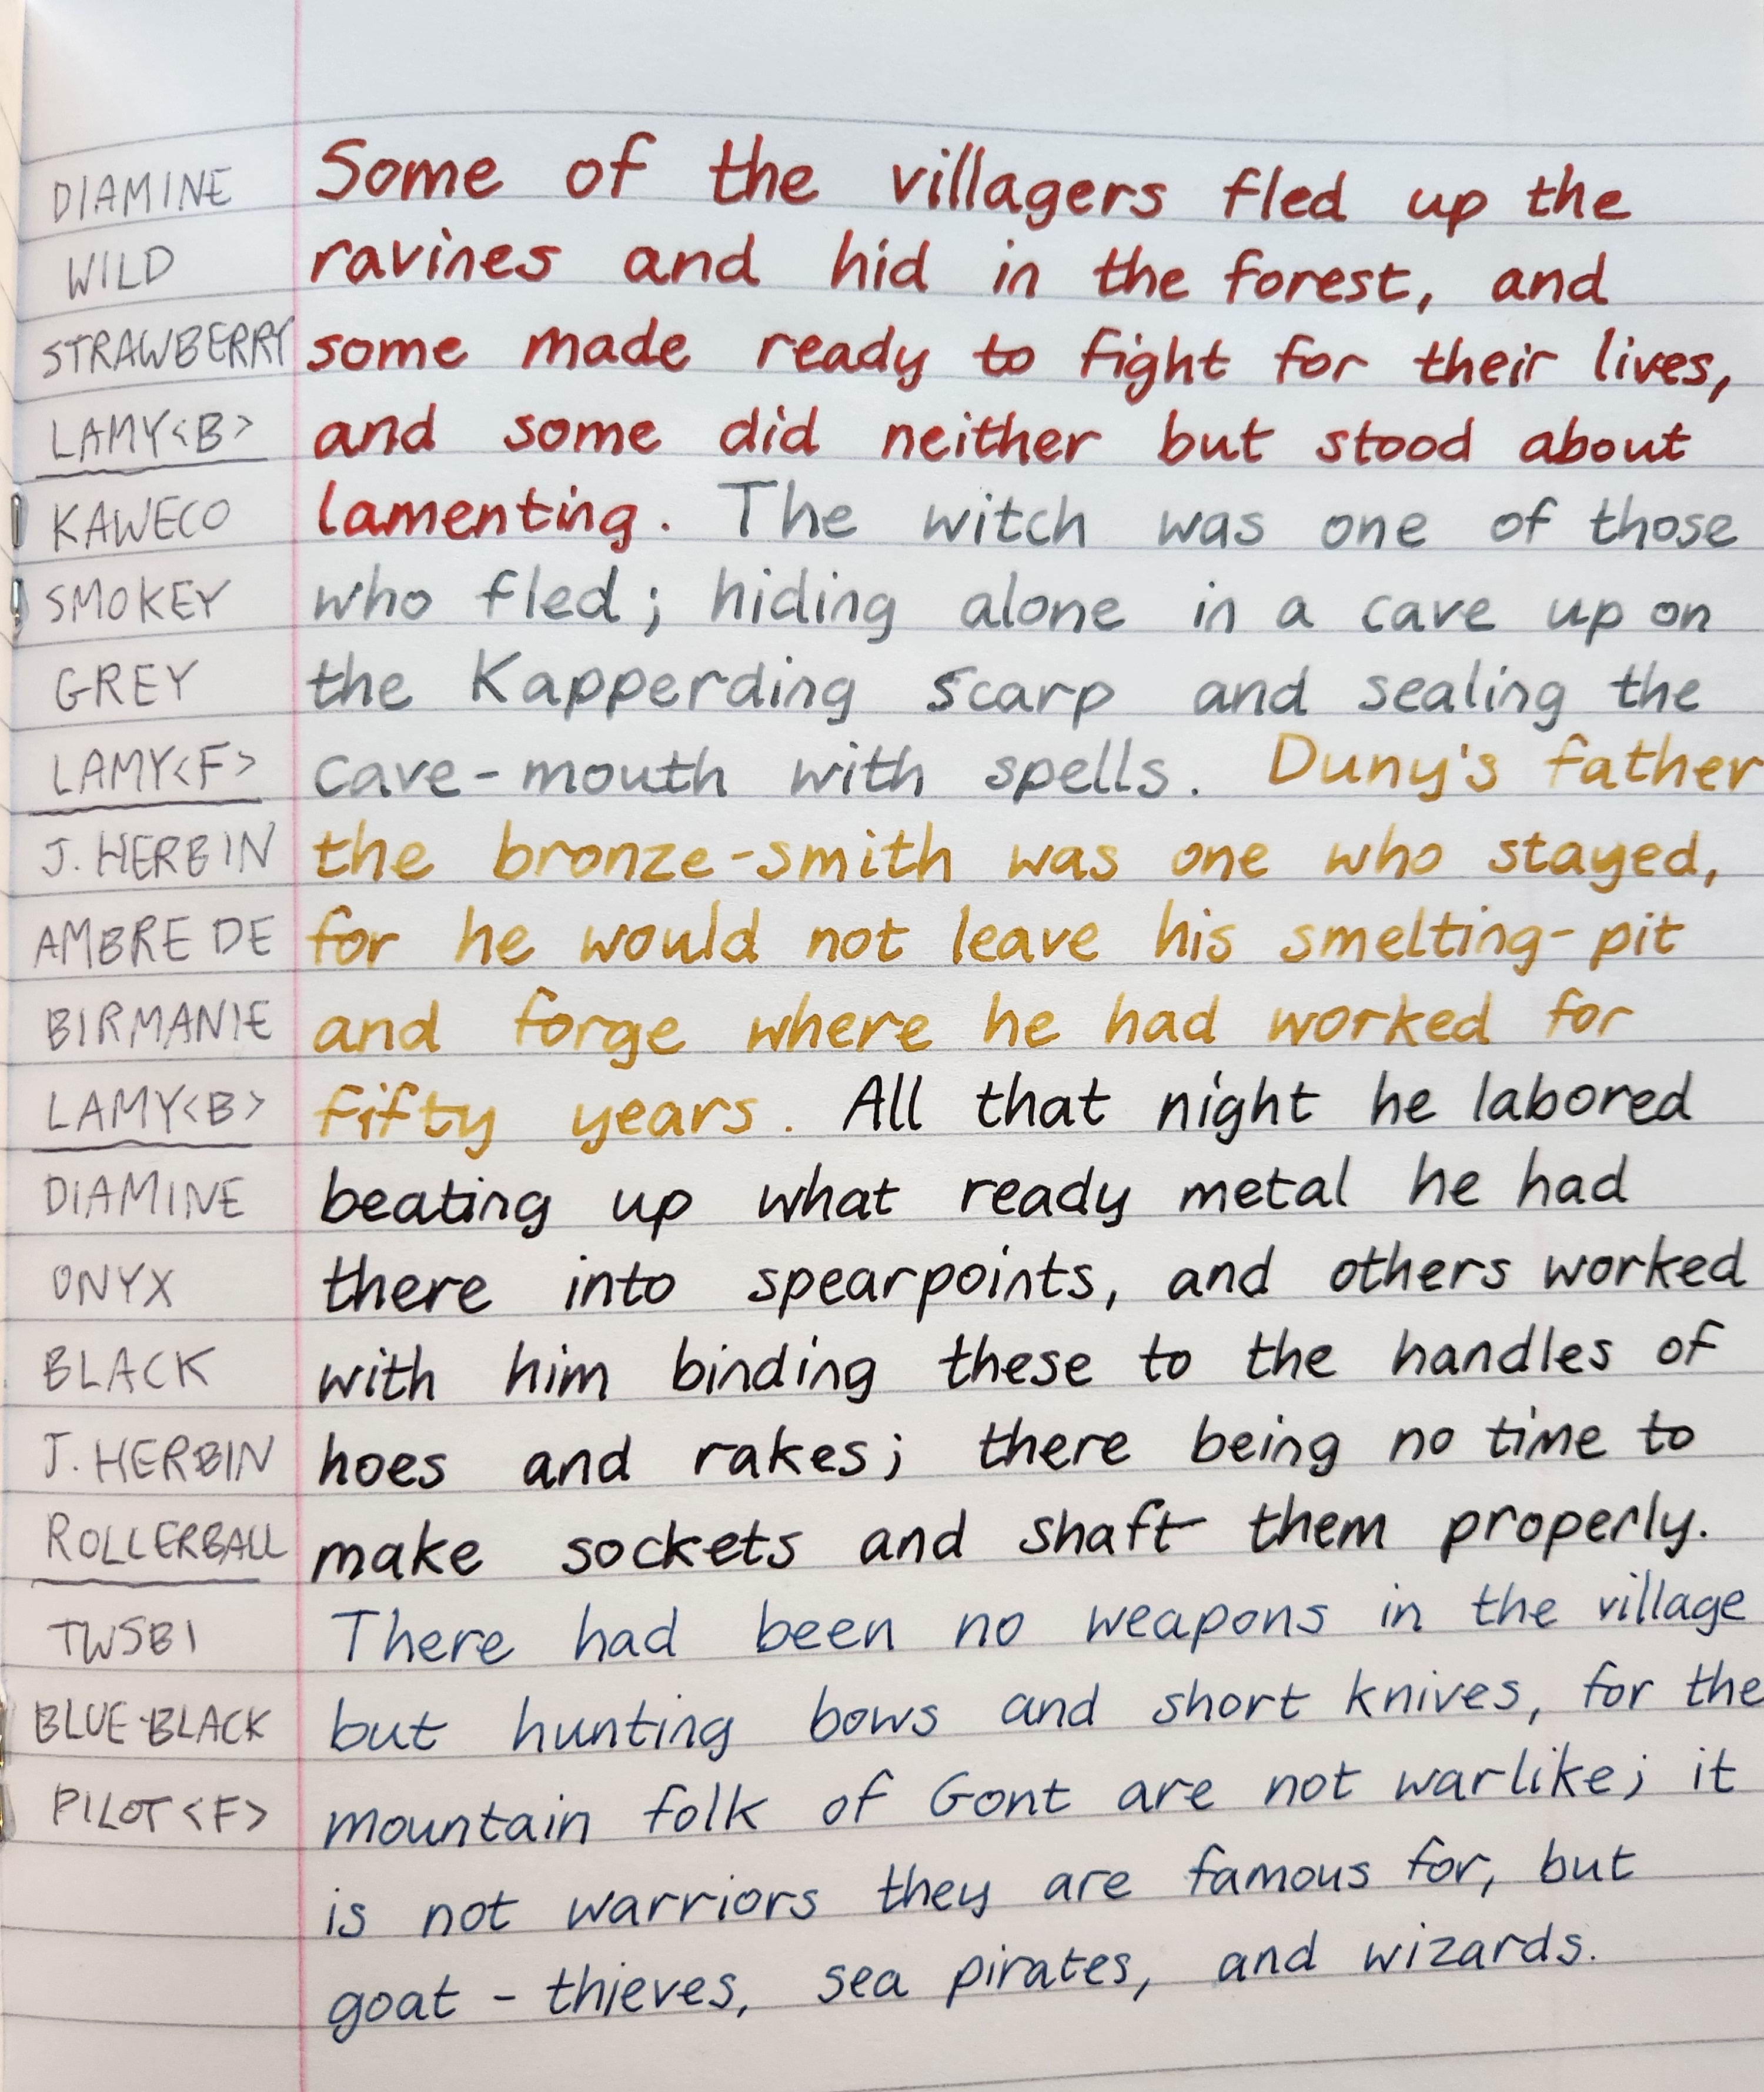 DIAMINE Some of the villagers fled up the
WILD ravines and hid in the forest, and
STRAWBERRY some made ready to fight for their lives,
LAMY<B> and some did neither but stood about
KAWECO lamenting. The witch was one of those
SMOKEY who fled; hiding alone in a cave up on
GREY the Kapperding scarp and sealing the
LAMY<F> cave-mouth with spells. Duny's father
J. HERBIN the bronze-smith was one who stayed,
AMBRE DE for he would not leave his smelting-pit
BIRMANIE and forge where he had worked for
LAMY<B> fifty years. All that night he labored
DIAMINE beating up what ready metal he had
ONYX there into spearpoints, and others worked
BLACK with him binding these to the handles of
J. HERBIN hoes and rakes; there being no time to
ROLLERBALL make sockets and shaft them properly.
TWSBI There had been no weapons in the village
BLUE-BLACK but hunting bows and short knives, for the
PILOT <F> mountain folk of Gont are not warlike; it
is not warriors they are famous for, but
goat - thieves, sea pirates, and wizards.